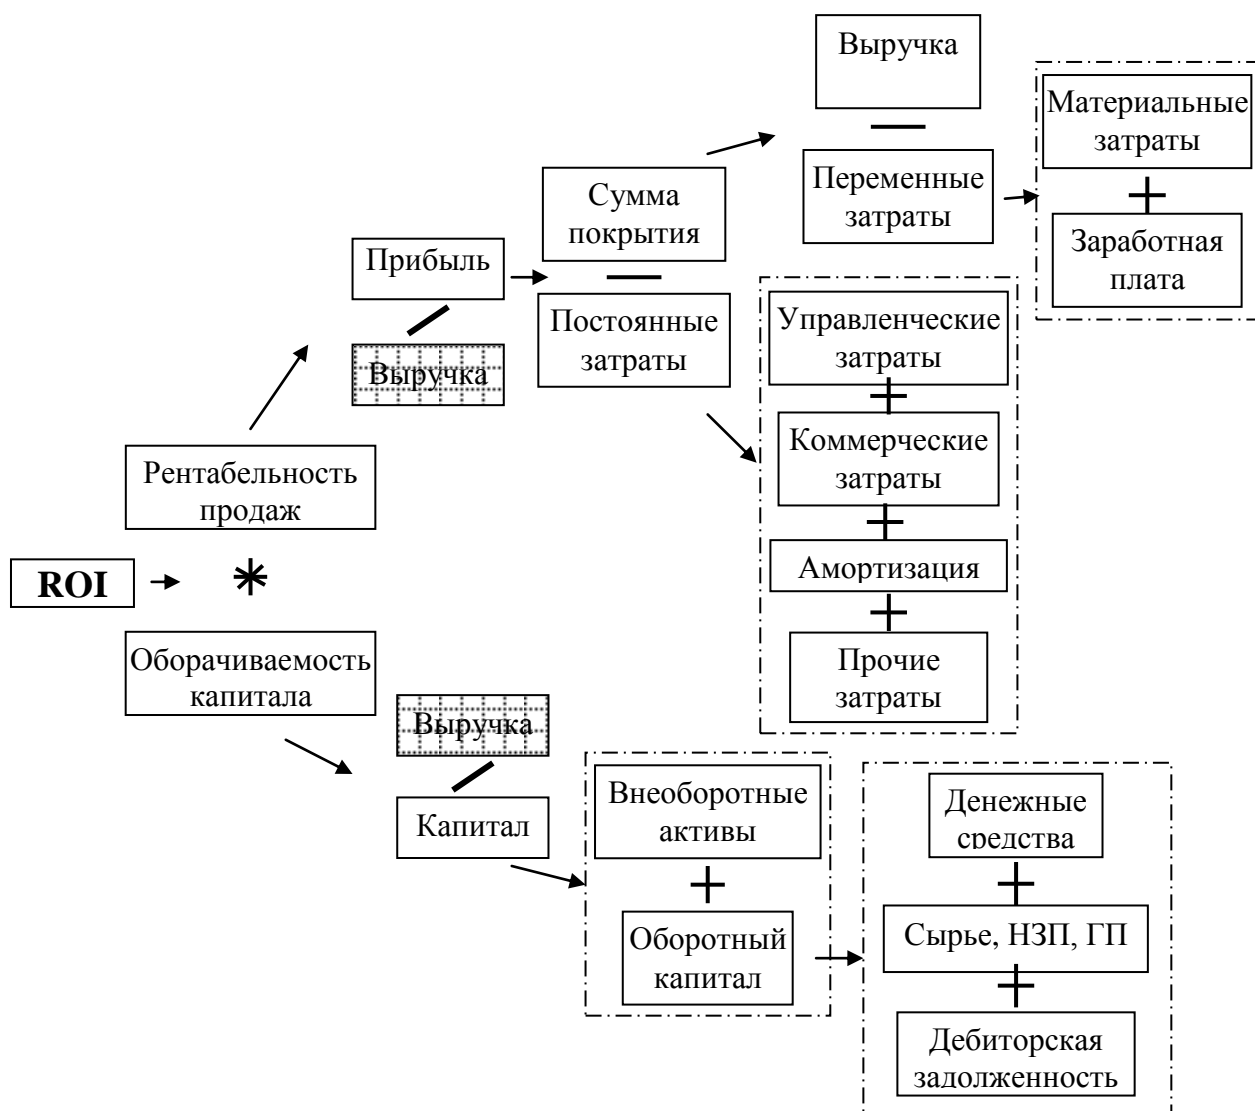 Выручка
Материальные
затраты
Переменные
затраты
Сумма
покрытия
Заработная
плата
Прибыль
Постоянные
затраты
Управленческие
затраты
Выручка
Коммерческие
затраты
Рентабельность
продаж
Амортизация
ROI
Оборачиваемость
капитала
Прочие
затраты
Выручка
Капитал
Внеоборотные
активы
Денежные
средства
Оборотный
капитал
Сырье, НЗП, ГП
Дебиторская
задолженность